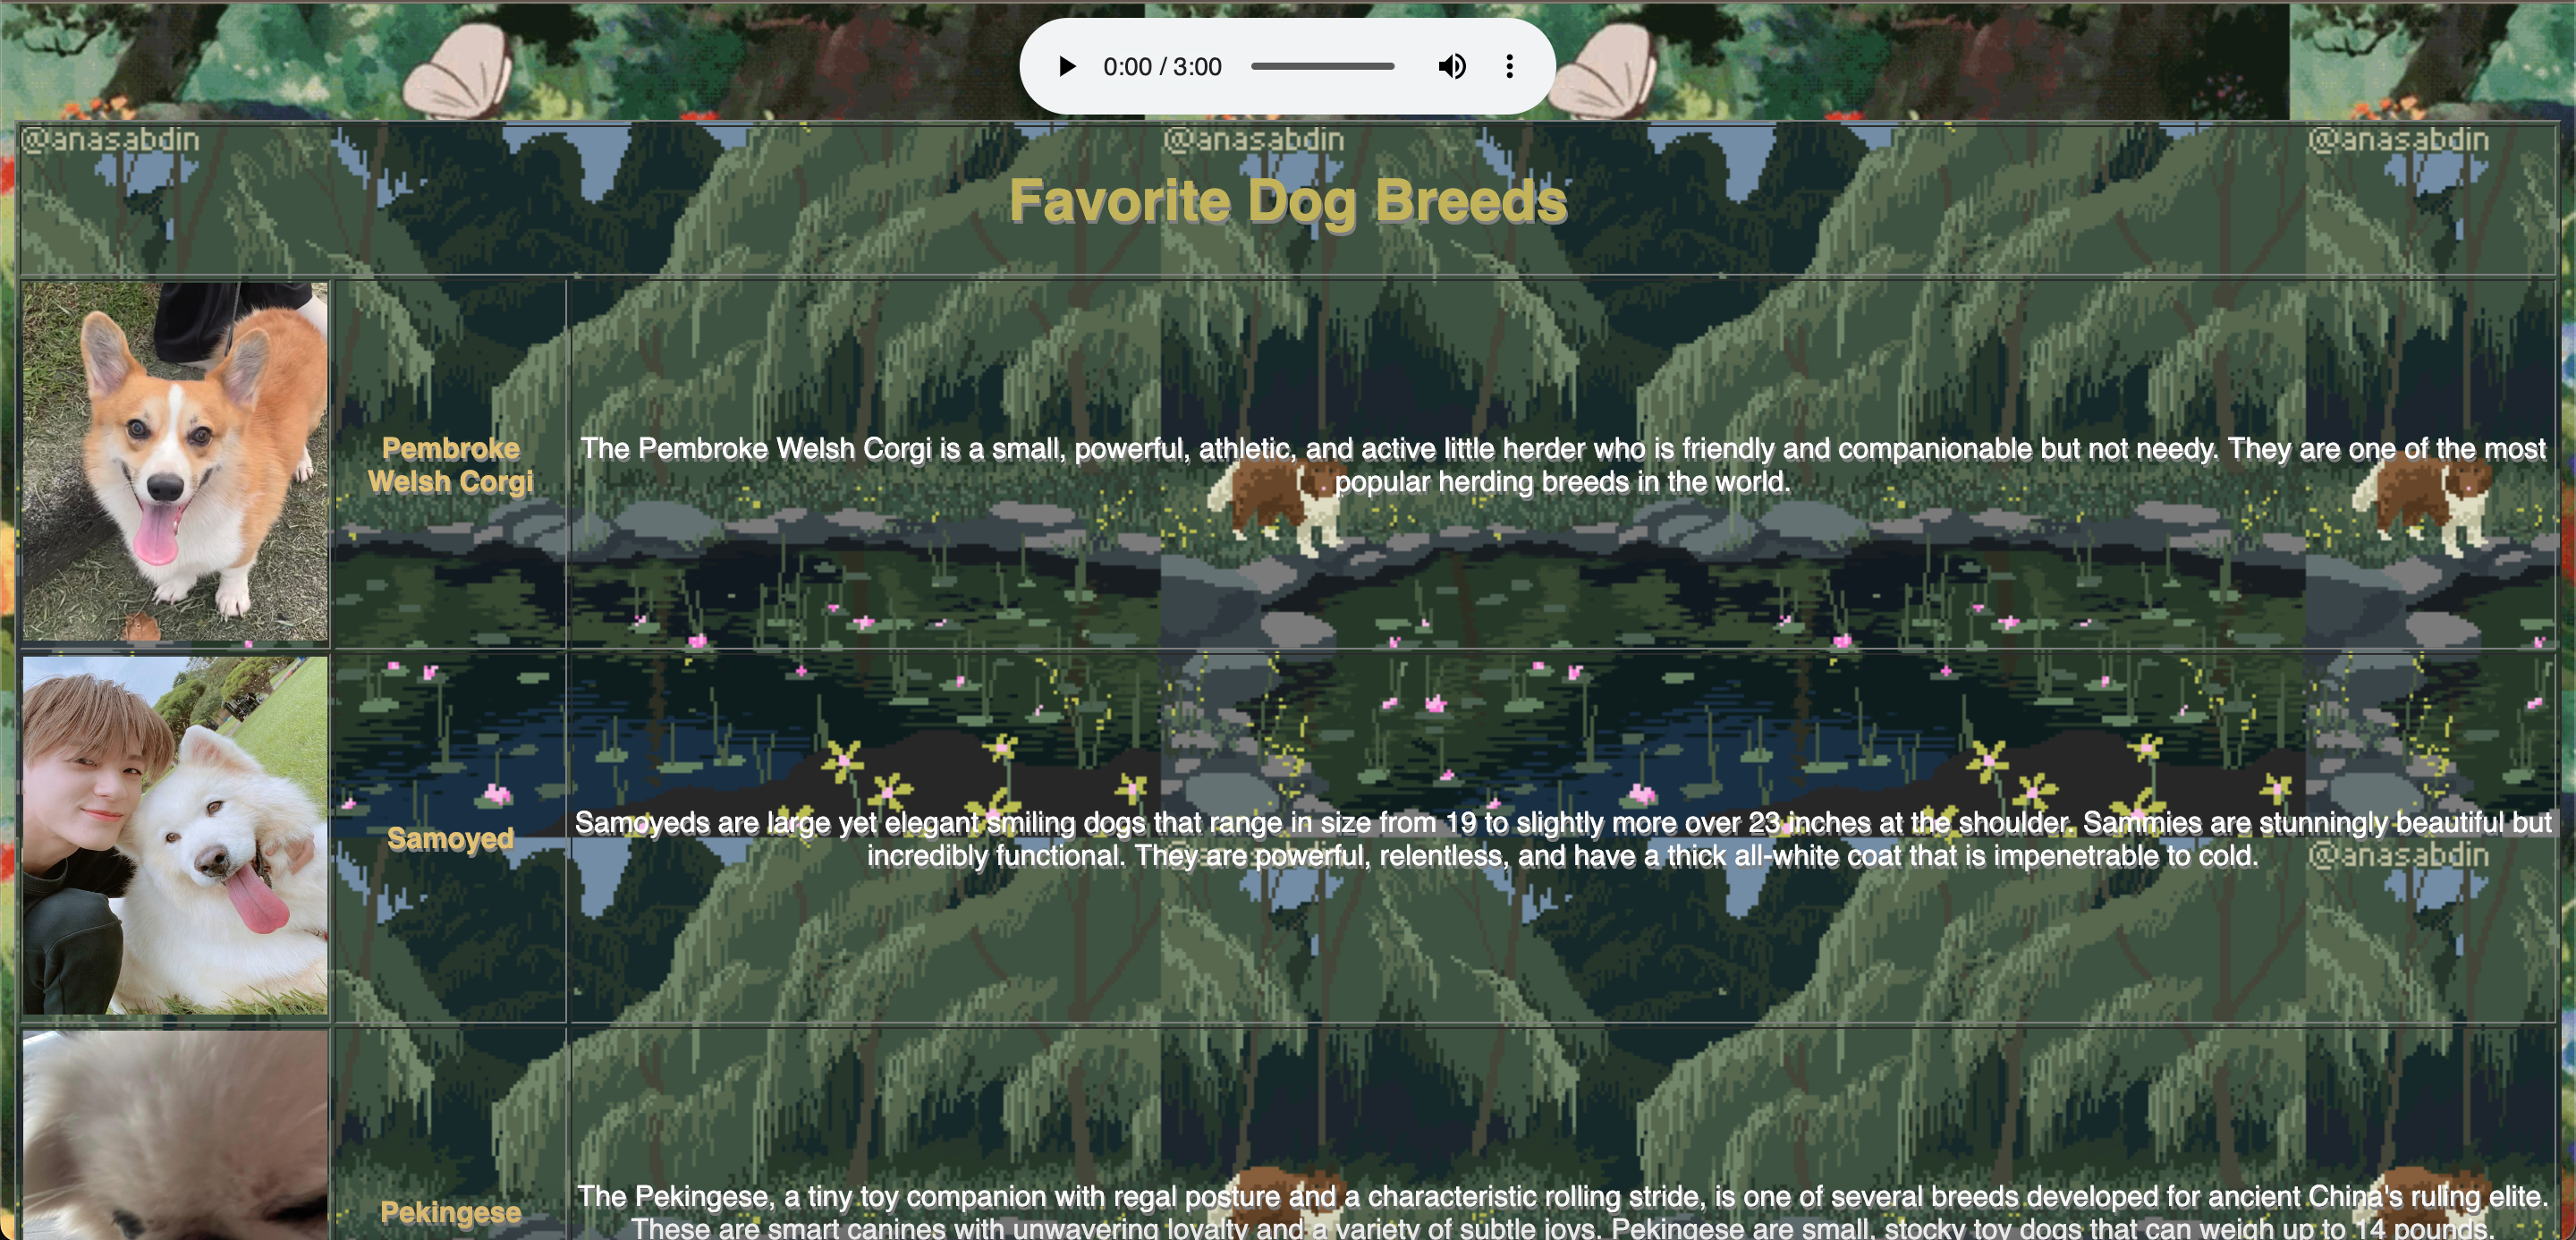 0:00 / 3:00
@anasabdin @anasabdin @anasabdin
Favorite Dog Breeds
Pembroke
Welsh Corgi
The Pembroke Welsh Corgi is a small, powerful, athletic, and active little herder who is friendly and companionable but not needy. They are one of the most
popular herding breeds in the world.
Samoyed
Samoyeds are large yet elegant smiling dogs that range in size from 19 to slightly more over 23 inches at the shoulder. Sammies are stunningly beautiful but
incredibly functional. They are powerful, relentless, and have a thick all-white coat that is impenetrable to cold.
@anasabdin
Pekingese
The Pekingese, a tiny toy companion with regal posture and a characteristic rolling stride, is one of several breeds developed for ancient China's ruling elite.
These are smart canines with unwavering loyalty and a variety of subtle joys. Pekingese are small, stocky toy dogs that can weigh up to 14 pounds.